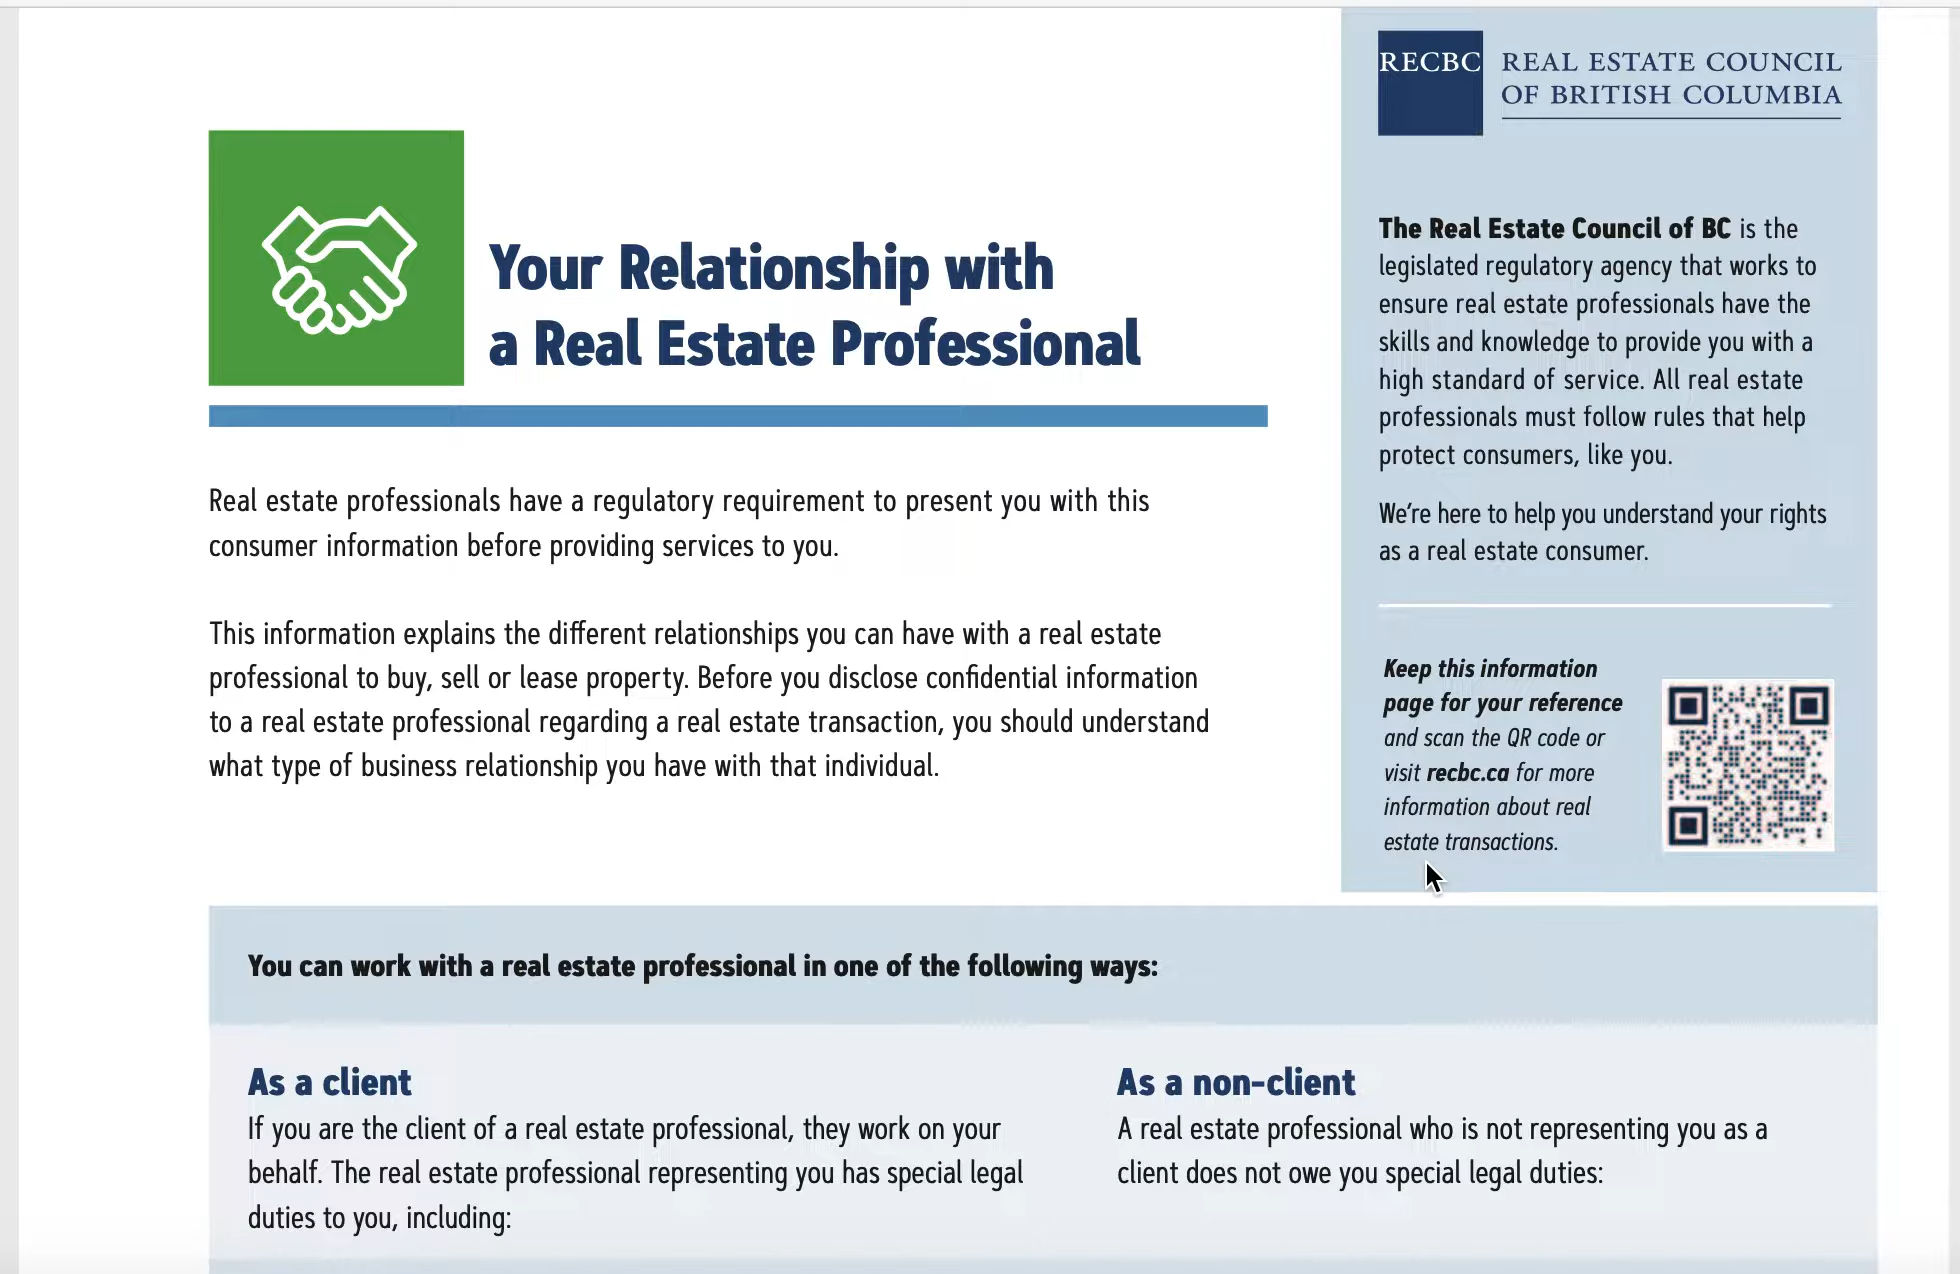 RECBC
REAL ESTATE COUNCIL
OF BRITISH COLUMBIA
Your Relationship with
a Real Estate Professional
Real estate professionals have a regulatory requirement to present you with this
consumer information before providing services to you.
This information explains the different relationships you can have with a real estate
professional to buy, sell or lease property. Before you disclose confidential information
to a real estate professional regarding a real estate transaction, you should understand
what type of business relationship you have with that individual.
The Real Estate Council of BC is the
legislated regulatory agency that works to
ensure real estate professionals have the
skills and knowledge to provide you with a
high standard of service. All real estate
professionals must follow rules that help
protect consumers, like you.
We’re here to help you understand your rights
as a real estate consumer.
Keep this information
page for your reference
and scan the QR code or
visit recbc.ca for more
information about real
estate transactions.
You can work with a real estate professional in one of the following ways:
As a client
If you are the client of a real estate professional, they work on your
behalf. The real estate professional representing you has special legal
duties to you, including:
As a non-client
A real estate professional who is not representing you as a
client does not owe you special legal duties: